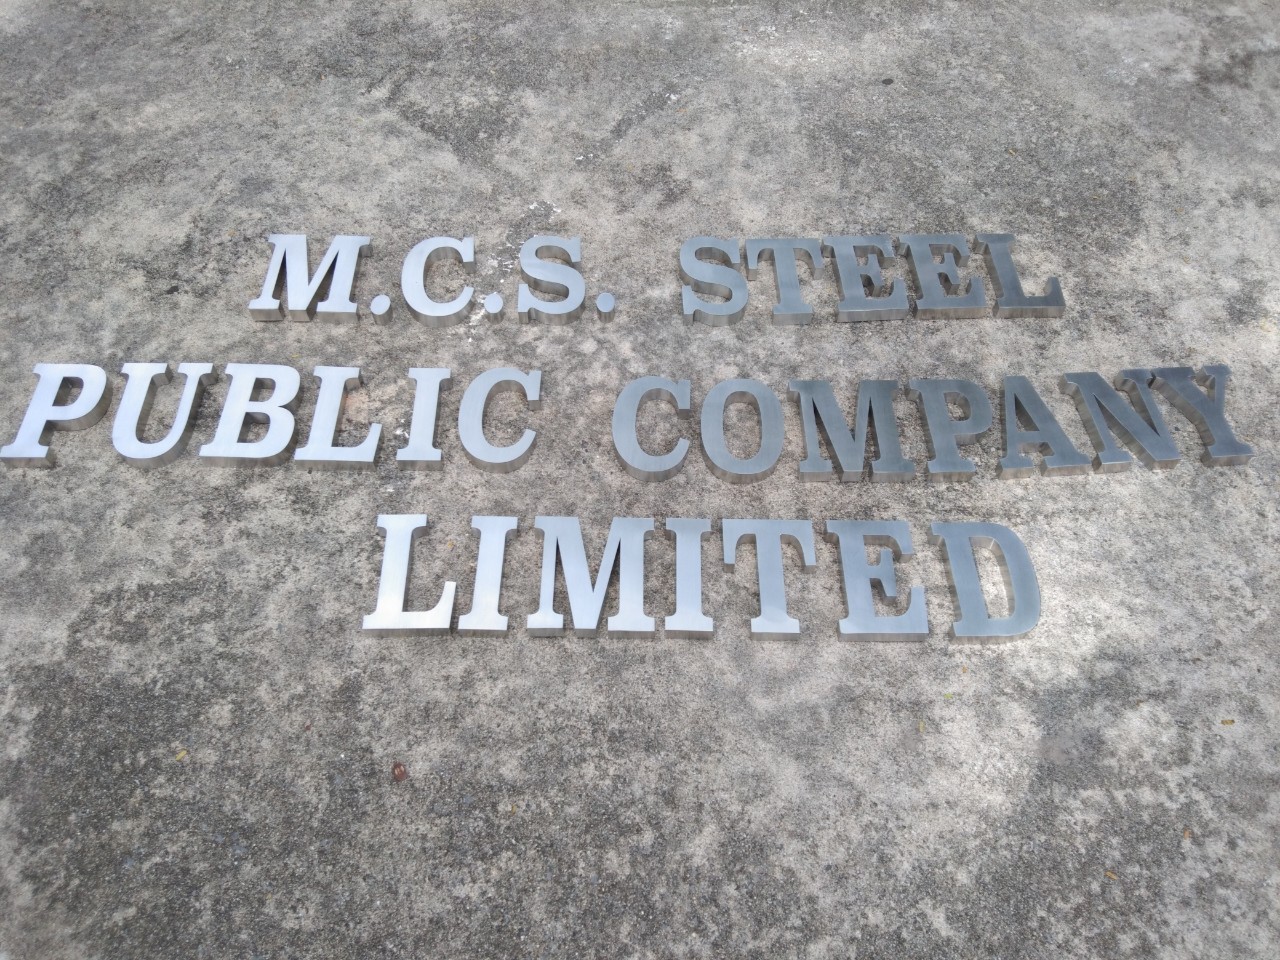 M.C.S. STEEL
PUBLIC COMPANY
LIMITED